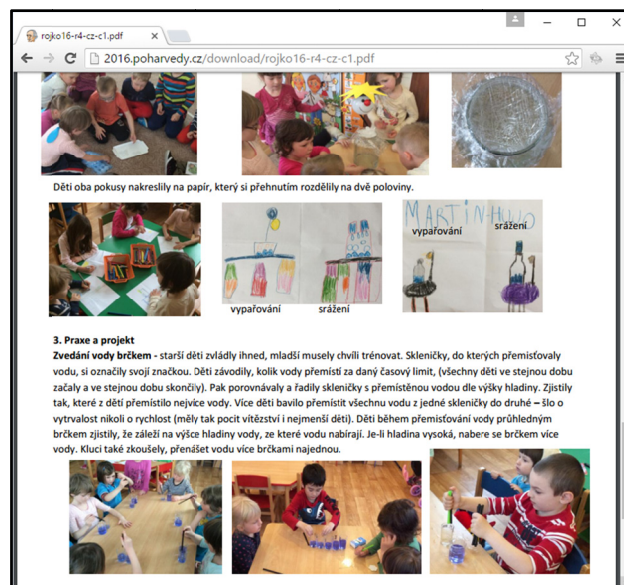 rojko16-r4-cz-c1.pdf
2016.poharvedy.cz/download/rojko16-r4-cz-c1.pdf
Děti oba pokusy nakreslily na papír, který si přehnutím rozdělily na dvě poloviny.
MARTIN-HUJO
vypařování srážení
vypařování srážení
3. Praxe a projekt
Zvedání vody brčkem - starší děti zvládly ihned, mladší musely chvíli trénovat. Skleničky, do kterých přemisťovaly
vodu, si označily svojí značkou. Děti závodily, kolik vody přemístí za daný časový limit, (všechny děti ve stejnou dobu
začaly a ve stejnou dobu skončily). Pak porovnávaly a řadily skleničky s přemístěnou vodou dle výšky hladiny. Zjistily
tak, které z dětí přemístilo nejvíce vody. Více děti bavilo přemístit všechnu vodu z jedné skleničky do druhé – šlo o
vytrvalost nikoli o rychlost (měly tak pocit vítězství i nejmenší děti). Děti během přemisťování vody průhledným
brčkem zjistily, že záleží na výšce hladiny vody, ze které vodu nabírají. Je-li hladina vysoká, nabere se brčkem více
vody. Kluci také zkoušely, přenášet vodu více brčkami najednou.